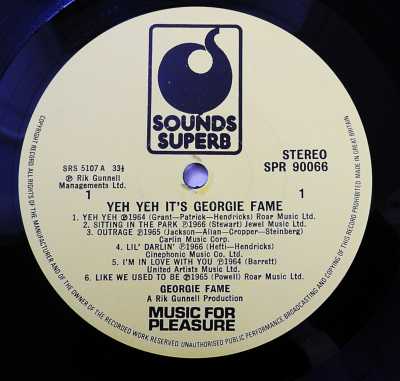 SOUNDS
SUPERB
SRS 5107 A 33⅓
℗ Rik Gunnell
Managements Ltd.
1
STEREO
SPR 90066
1
YEH YEH IT'S GEORGIE FAME
1. YEH YEH ℗1964 (Grant—Patrick—Hendricks) Roar Music Ltd.
2. SITTING IN THE PARK ℗1966 (Stewart) Jewel Music Ltd.
3. OUTRAGE ℗1965 (Jackson—Allan—Cropper—Steinberg)
Carlin Music Corp.
4. LIL' DARLIN' ℗1966 (Hefti—Hendricks)
Cinephonic Music Co. Ltd.
5. I'M IN LOVE WITH YOU ℗1964 (Barrett)
United Artists Music Ltd.
6. LIKE WE USED TO BE ℗1965 (Powell) Roar Music Ltd.
GEORGIE FAME
A Rik Gunnell Production
MUSIC FOR
PLEASURE
COPYRIGHT RECORD ALL RIGHTS OF THE MANUFACTURER AND OF THE OWNER OF THE RECORDED WORK RESERVED UNAUTHORISED PUBLIC PERFORMANCE BROADCASTING AND COPYING OF THIS RECORD PROHIBITED MADE IN GREAT BRITAIN